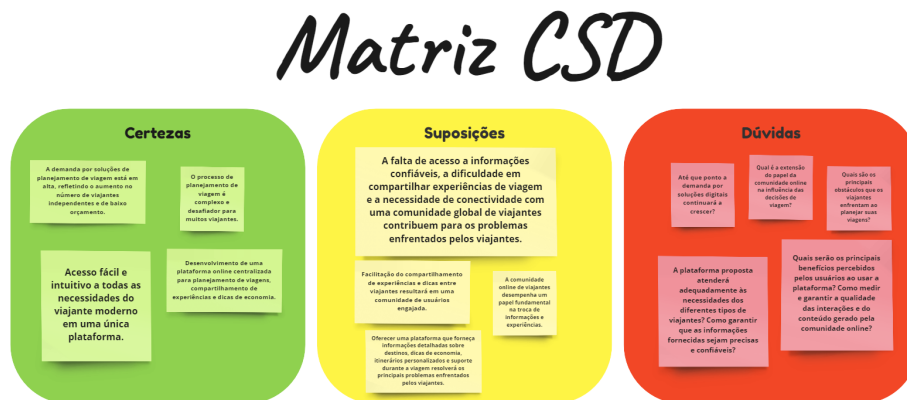 Matriz CSD
Certezas
A demanda por soluções de
planejamento de viagem está em
alta, refletindo o aumento no
número de viajantes
independentes e de baixo
orçamento.
O processo de
planejamento de
viagem é
complexo e
desafiador para
muitos viajantes.
Acesso fácil e
intuitivo a todas as
necesidades do
viajante moderno
em uma única
plataforma.
Desenvolvimento de uma
plataforma online centralizada
para planejamento de viagens,
compartilhamento de
experiências e dicas de economia.
Suposições
A falta de acesso a informações
confiáveis, a dificuldade em
compartilhar experiências de viagem
e a necessidade de conectividade com
uma comunidade global de viajantes
contribuem para os problemas
enfrentados pelos viajantes.
Facilitação do compartilhamento
de experiências e dicas entre
viajantes resultará em uma
comunidade de usuários
engajada.
A comunidade
online de viajantes
desempenha um
papel fundamental
na troca de
informações e
experiências.
Oferecer uma plataforma que forneça
informações detalhadas sobre
destinos, dicas de economia,
itinerários personalizados e suporte
durante a viagem resolverá os
principais problemas enfrentados
pelos viajantes.
Dúvidas
Até que ponto a
demanda por
soluções digitais
continuará a
crescer?
Qual é a extensão
do papel da
comunidade online
na influência das
decisões de
viagem?
Quais são os
principais
obstáculos que os
viajantes
enfrentam ao
planejar suas
viagens?
A plataforma proposta
atenderá
adequadamente às
necessidades dos
diferentes tipos de
viajantes? Como garantir
que as informações
fornecidas sejam precisas
e confiáveis?
Quais serão os principais
benefícios percebidos
pelos usuários ao usar a
plataforma? Como medir
e garantir a qualidade
das interações e do
conteúdo gerado pela
comunidade online?